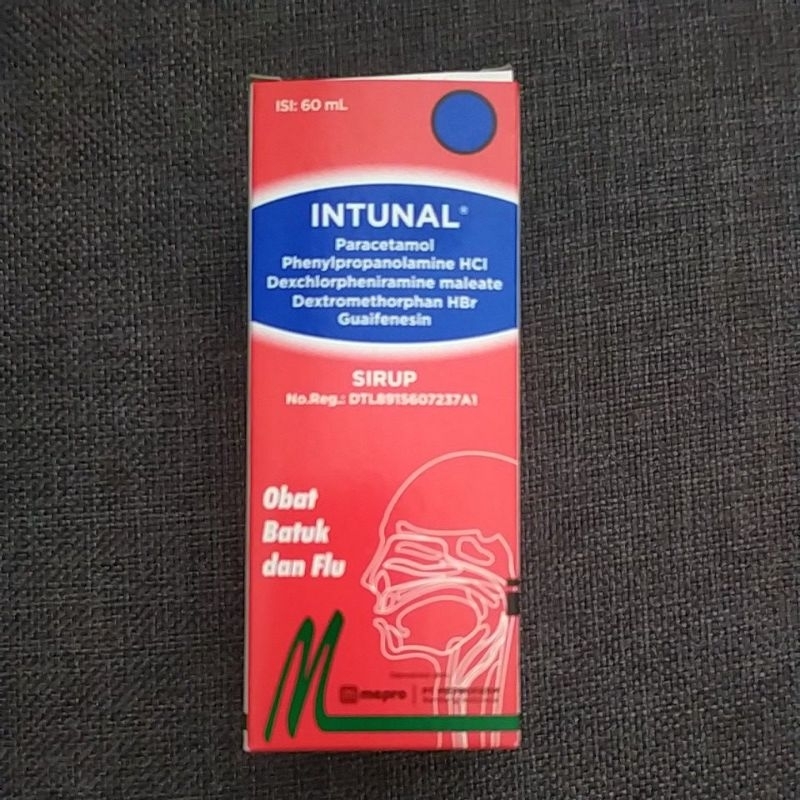 ISI: 60 mL
INTUNAL®
Paracetamol
Phenylpropanolamine HCl
Dexchlorpheniramine maleate
Dextromethorphan HBr
Guaifenesin
SIRUP
No.Reg.: DTL8915607237A1
Obat
Batuk
dan Flu
mepro